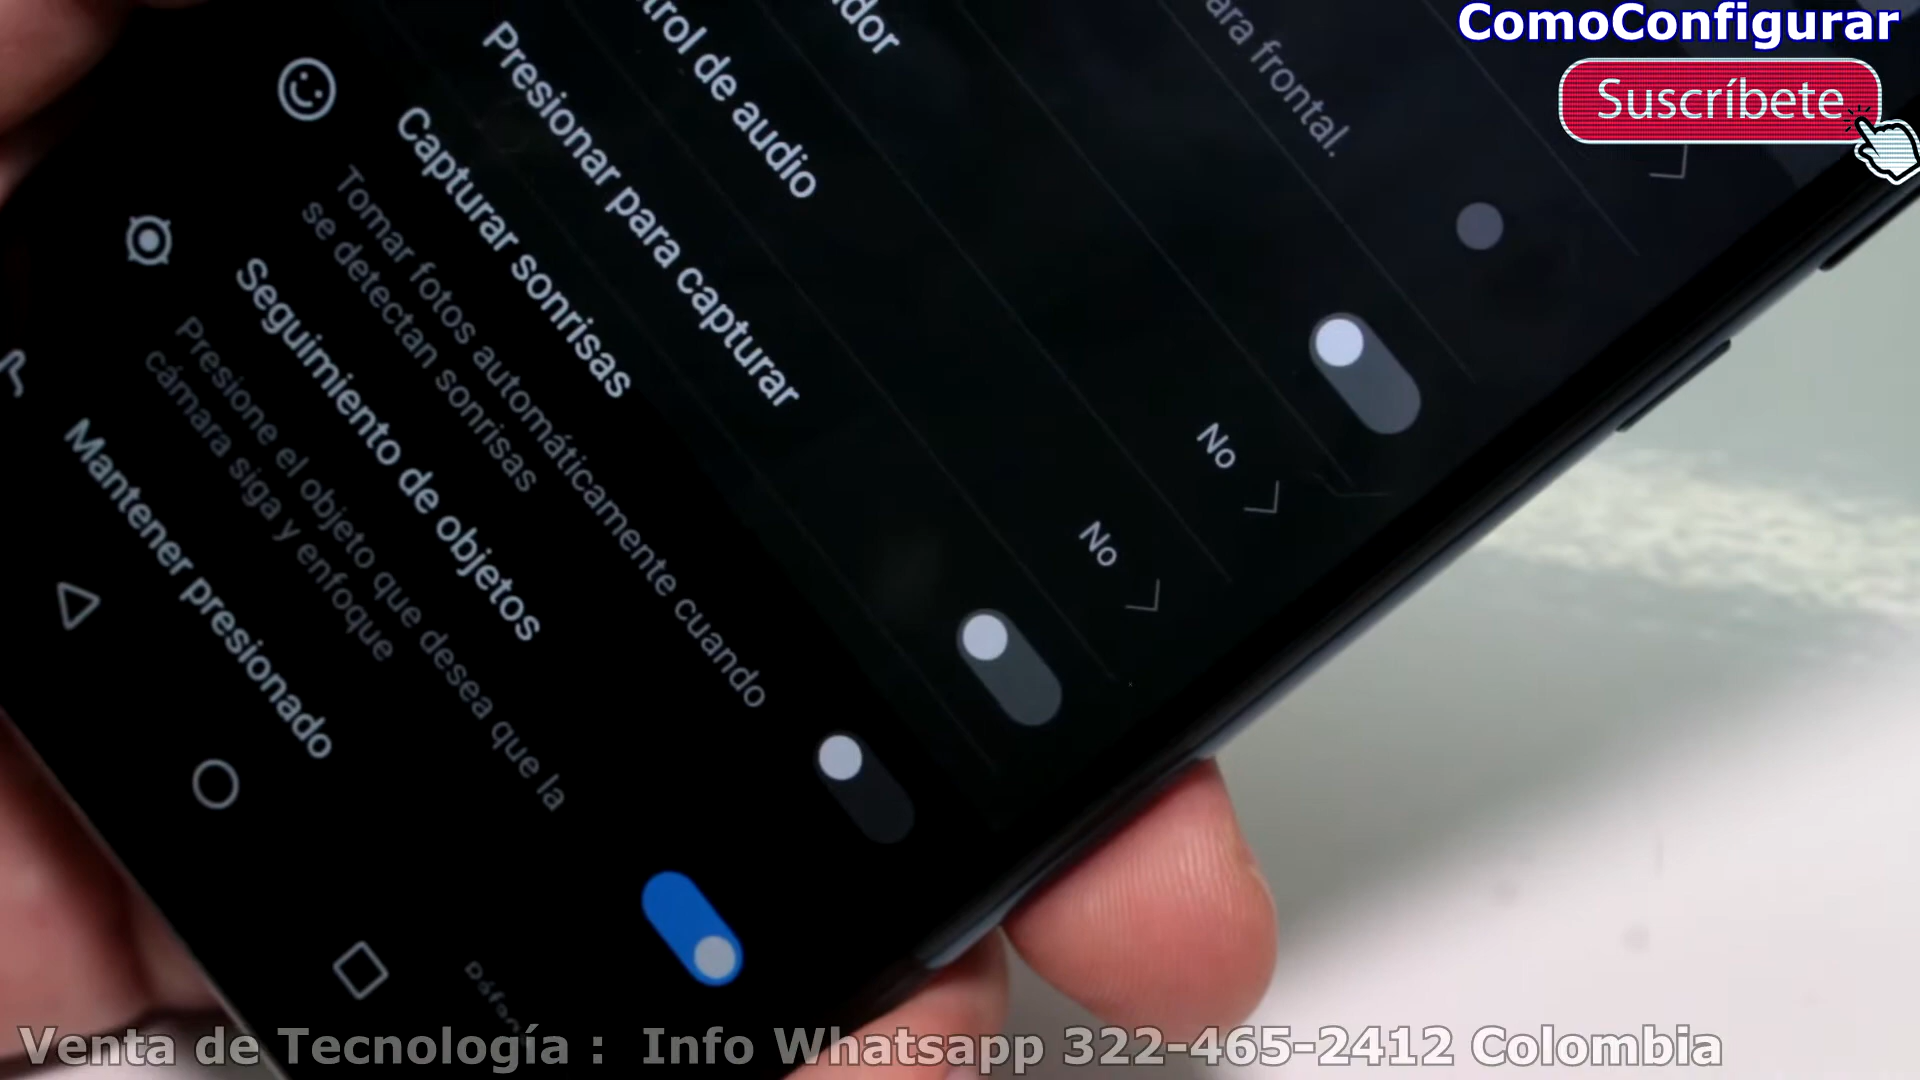 ComoConfigurar
Suscríbete
ara frontal.
dor
No
trol de audio
No
Presionar para capturar
Capturar sonrisas
Tomar fotos automáticamente cuando
se detectan sonrisas
Seguimiento de objetos
Presione el objeto que desea que la
cámara siga y enfoque
Mantener presionado
Venta de Tecnología : Info Whatsapp 322-465-2412 Colombia